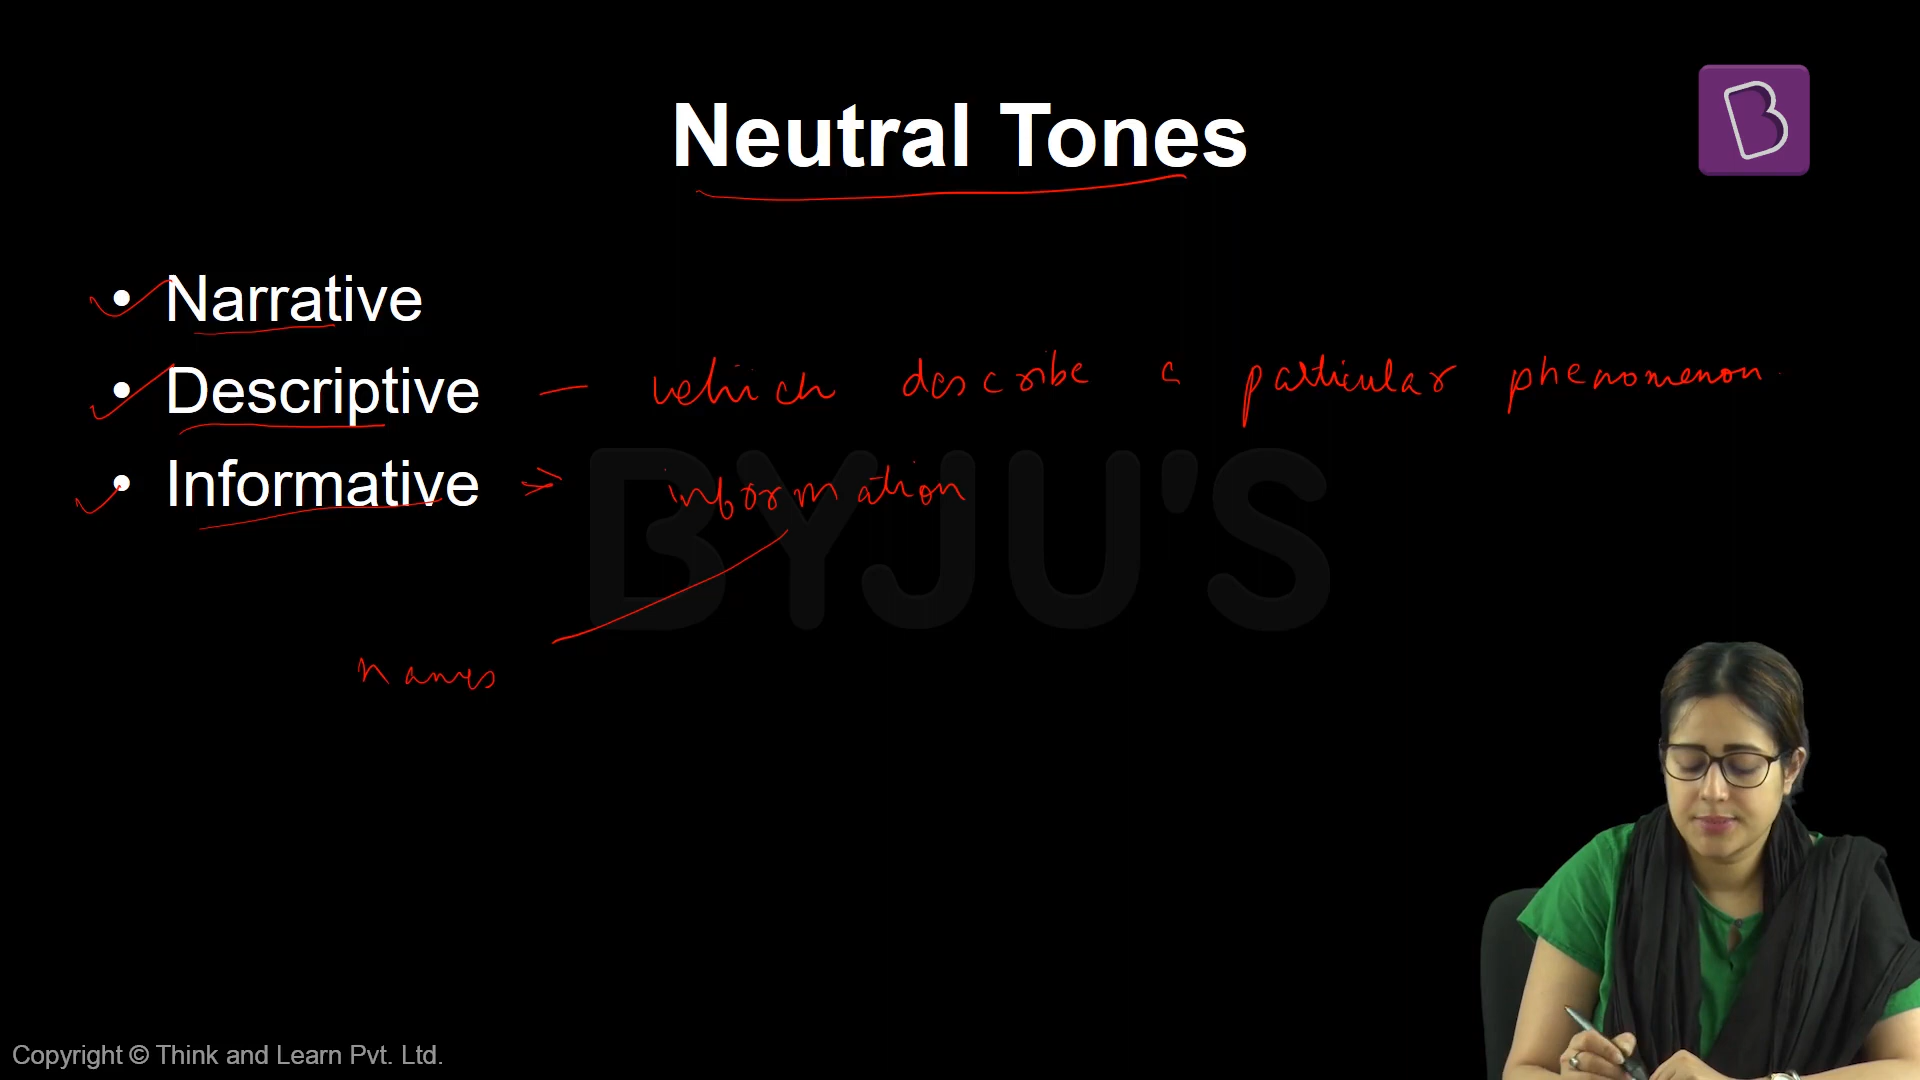 Neutral Tones
• Narrative
• Descriptive — which describe a particular phenomenon.
• Informative > information
names
BYJU'S
Copyright © Think and Learn Pvt. Ltd.